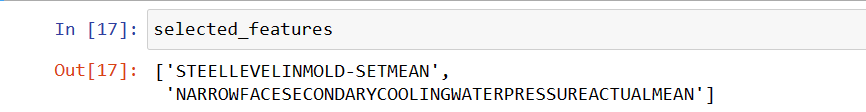 In [17]: selected_features
Out[17]: ['STEELLEVELINMOLD-SETMEAN',
'NARROWFACESECONDARYCOOLINGWATERPRESSUREACTUALMEAN']